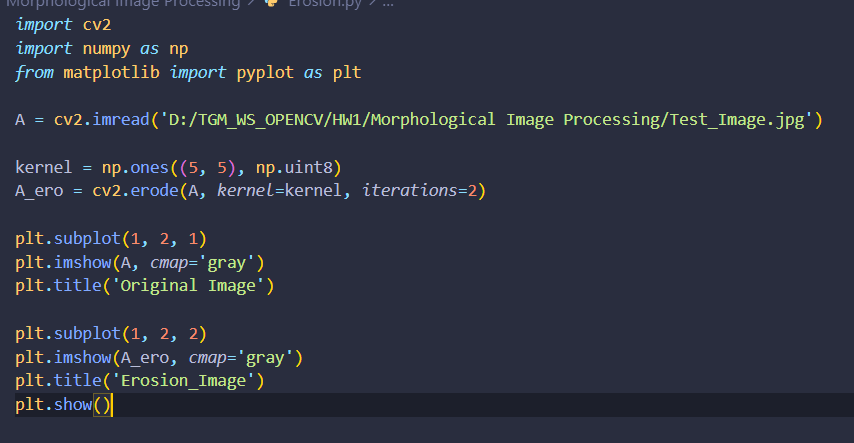 Morphological Image Processing > Erosion.py > ...
import cv2
import numpy as np
from matplotlib import pyplot as plt
A = cv2.imread('D:/TGM_WS_OPENCV/HW1/Morphological Image Processing/Test_Image.jpg')
kernel = np.ones((5, 5), np.uint8)
A_ero = cv2.erode(A, kernel=kernel, iterations=2)
plt.subplot(1, 2, 1)
plt.imshow(A, cmap='gray')
plt.title('Original Image')
plt.subplot(1, 2, 2)
plt.imshow(A_ero, cmap='gray')
plt.title('Erosion_Image')
plt.show()